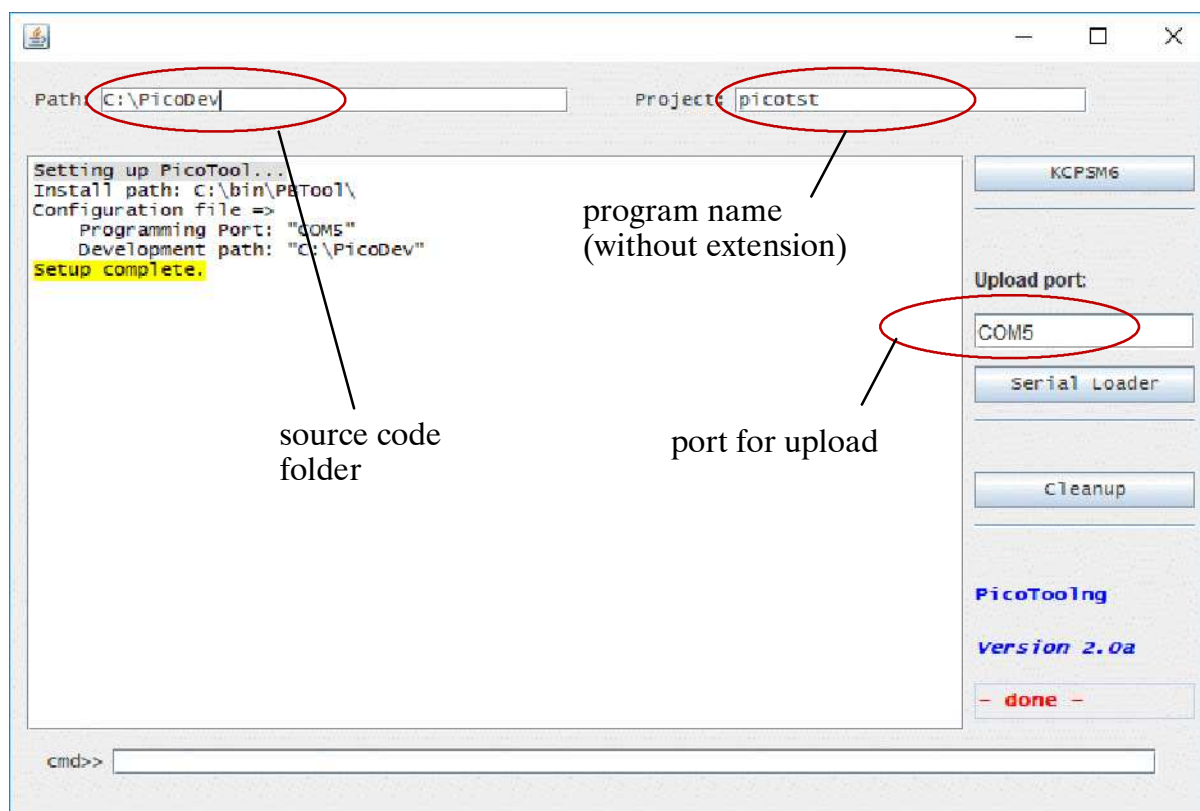 Path: C:\PicoDev
Project: picotst
Setting up PicoTool...
Install path: C:\bin\PBTool\
Configuration file =>
Programming Port: "COM5"
Development path: "C:\PicoDev"
Setup complete.
program name
(without extension)
source code
folder
port for upload
KCPSM6
Upload port:
COM5
Serial Loader
Cleanup
PicoToolng
Version 2.0a
- done -
cmd>>